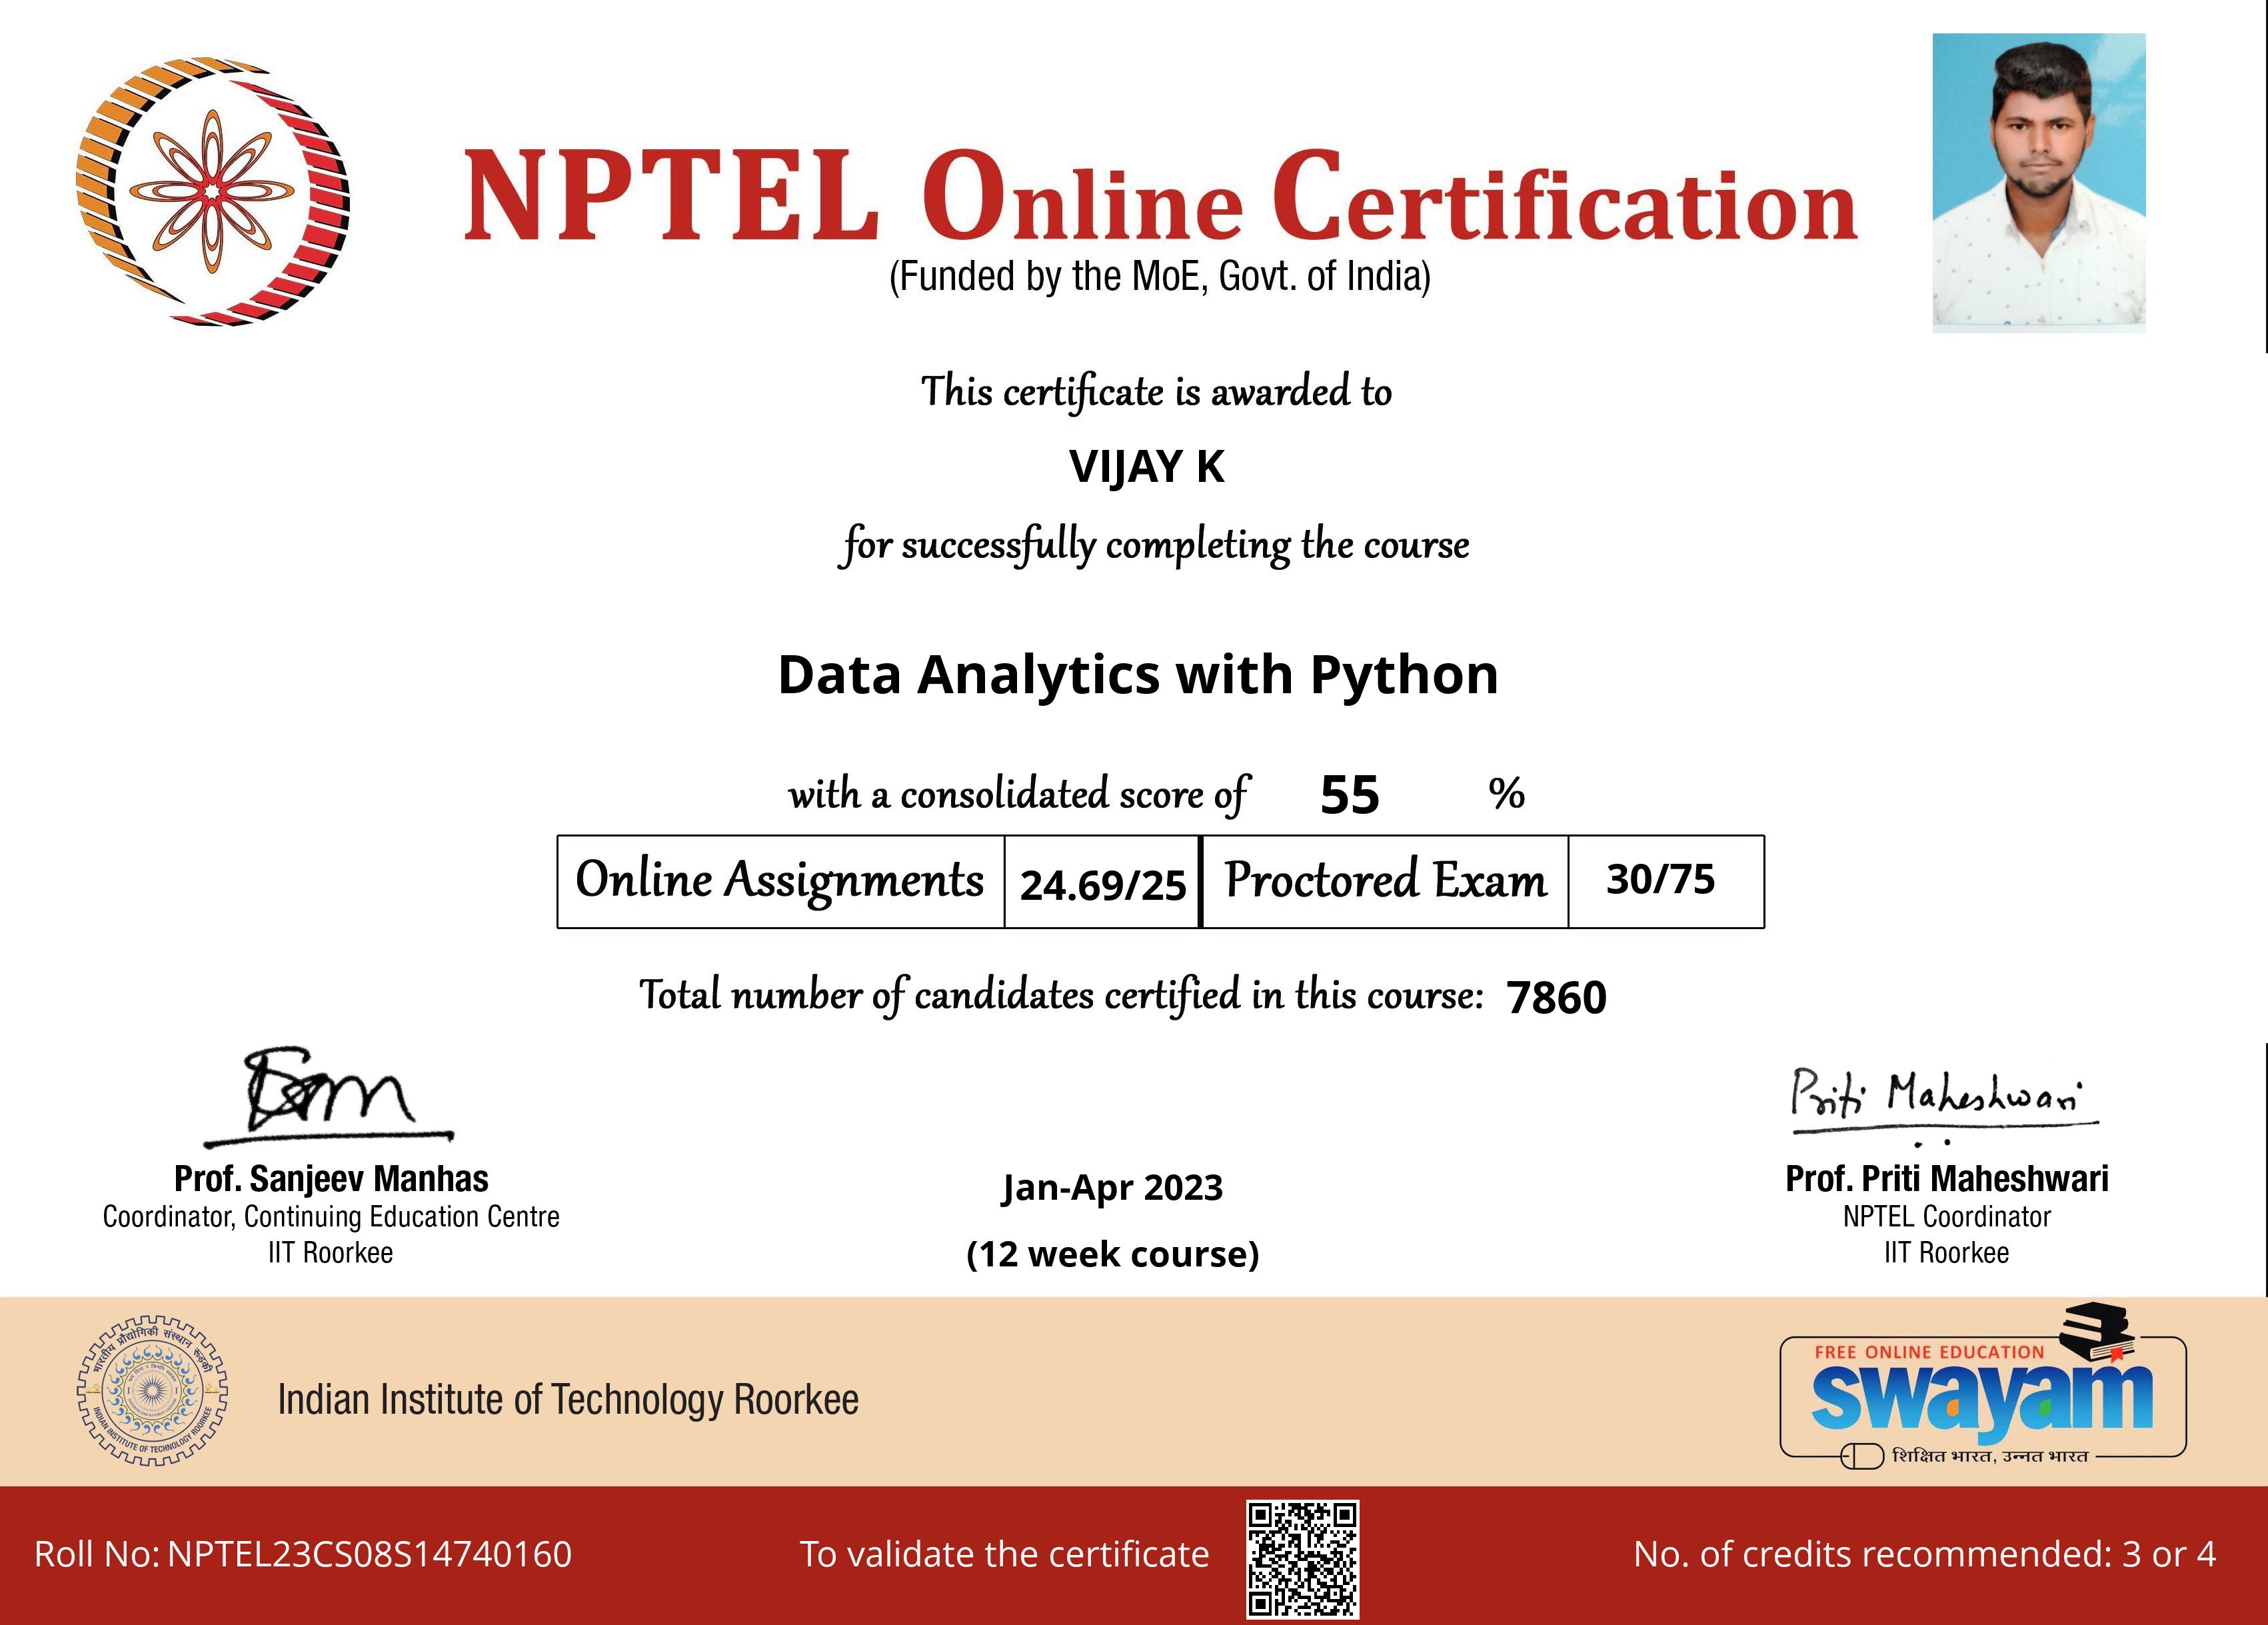 NPTEL Online Certification
(Funded by the MoE, Govt. of India)
This certificate is awarded to
VIJAY K
for successfully completing the course
Data Analytics with Python
with a consolidated score of 55 %
Online Assignments 24.69/25 Proctored Exam 30/75
Total number of candidates certified in this course: 7860
Priti Maheshwari
Prof. Sanjeev Manhas
Coordinator, Continuing Education Centre
IIT Roorkee
Jan-Apr 2023
(12 week course)
Prof. Priti Maheshwari
NPTEL Coordinator
IIT Roorkee
भारतीय प्रौद्योगिकी संस्थान रुड़की
INDIAN INSTITUTE OF TECHNOLOGY ROORKEE
Indian Institute of Technology Roorkee
FREE ONLINE EDUCATION
swayam
शिक्षित भारत, उन्नत भारत
Roll No: NPTEL23CS08S14740160
To validate the certificate
No. of credits recommended: 3 or 4